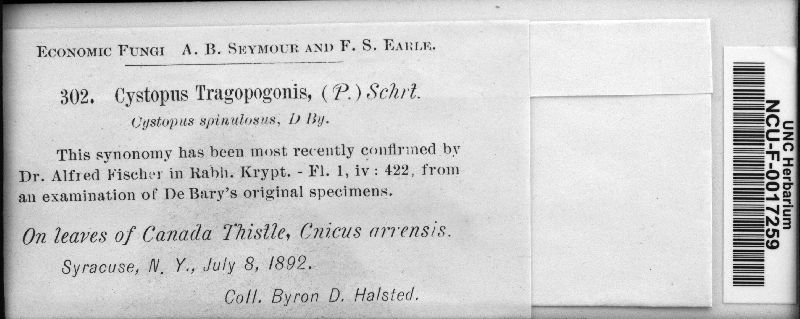 ECONOMIC FUNGI A. B. SEYMOUR AND F. S. EARLE.
302. Cystopus Tragopogonis, (P.) Schrt.
Cystopus spinulosus, D By.
This synonomy has been most recently confirmed by
Dr. Alfred Fischer in Rabh. Krypt. - Fl. 1, iv : 422, from
an examination of De Bary's original specimens.
On leaves of Canada Thistle, Cnicus arvensis.
Syracuse, N. Y., July 8, 1892.
Coll. Byron D. Halsted.
UNC Herbarium
NCU-F-0017259